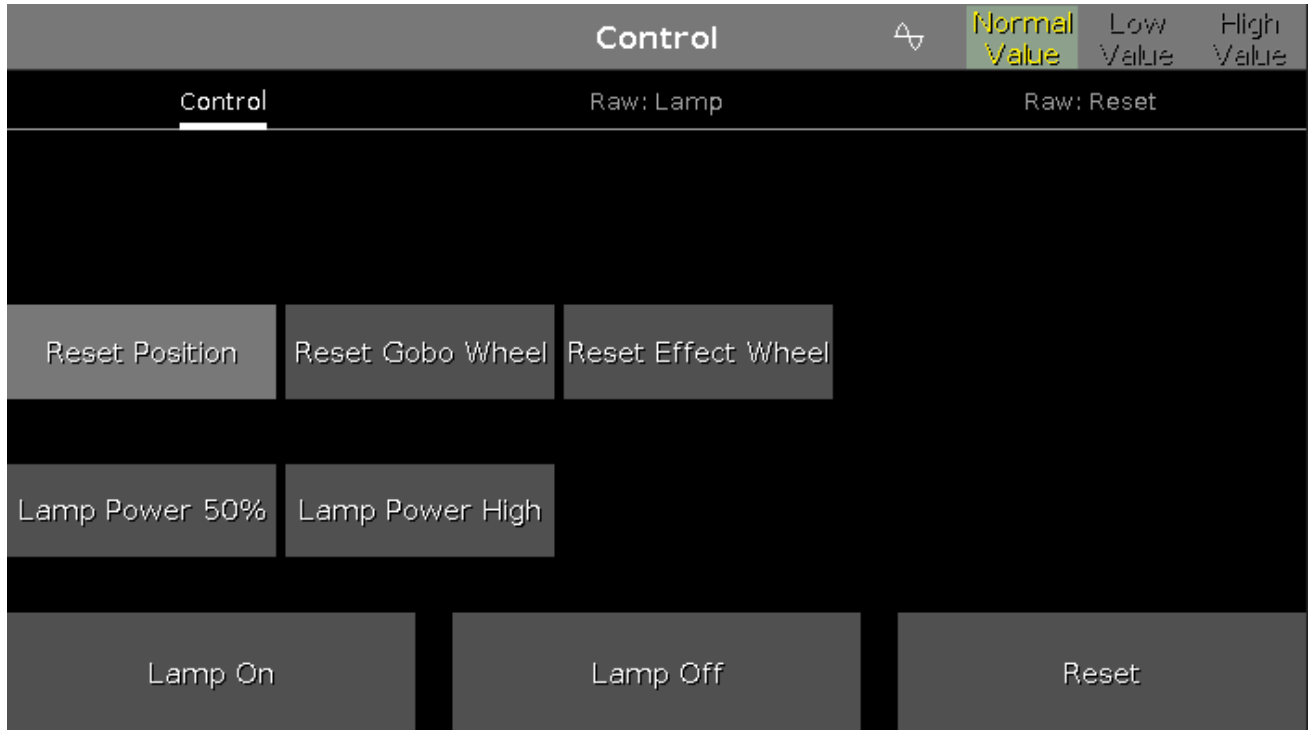 Control
Normal Value
Low Value
High Value
Control
Raw: Lamp
Raw: Reset
Reset Position
Reset Gobo Wheel
Reset Effect Wheel
Lamp Power 50%
Lamp Power High
Lamp On
Lamp Off
Reset